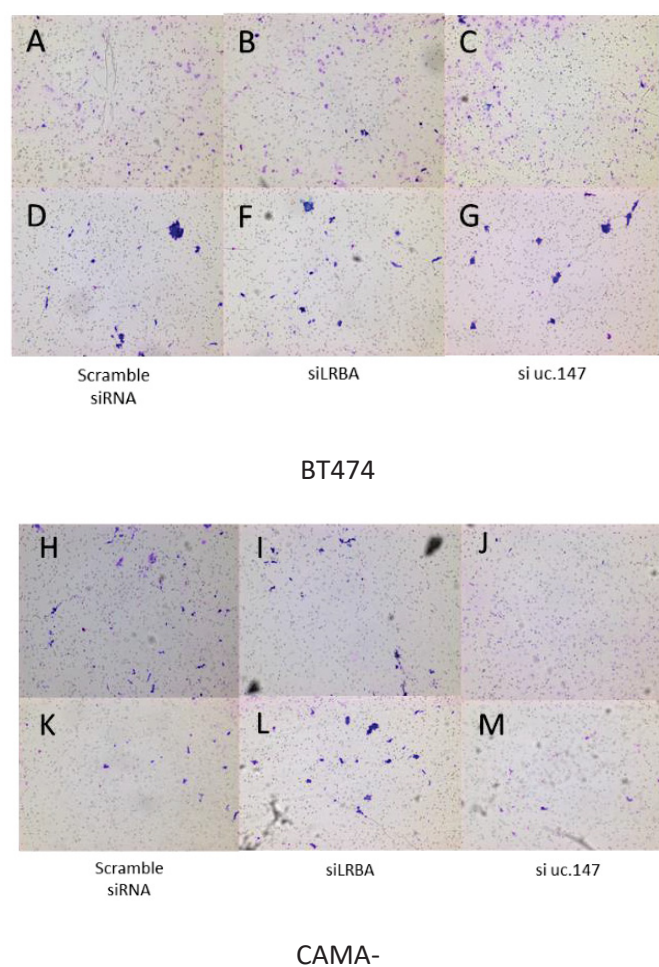 A B C
D F G
Scramble
siRNA
siLRBA
si uc.147
BT474
H I J
K L M
Scramble
siRNA
siLRBA
si uc.147
CAMA-